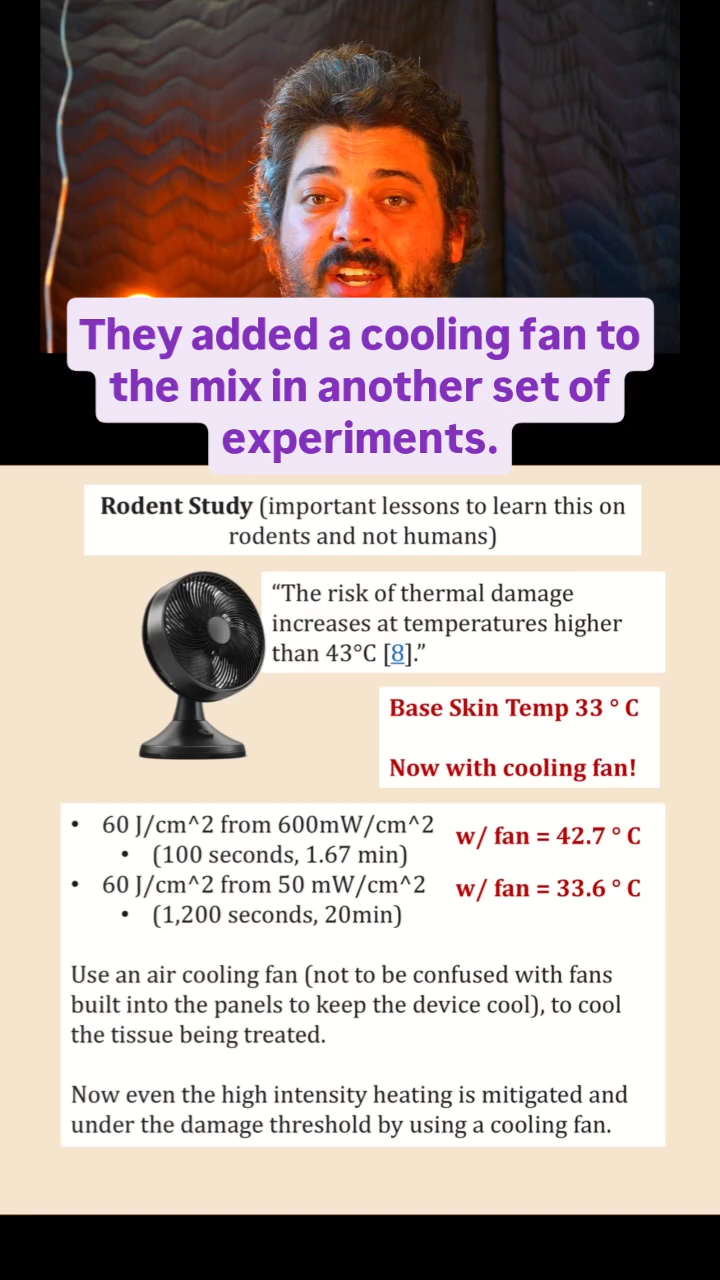 They added a cooling fan to
the mix in another set of
experiments.
Rodent Study (important lessons to learn this on
rodents and not humans)
“The risk of thermal damage
increases at temperatures higher
than 43°C [8].”
Base Skin Temp 33 ° C
Now with cooling fan!
• 60 J/cm^2 from 600mW/cm^2
w/ fan = 42.7 ° C
• (100 seconds, 1.67 min)
• 60 J/cm^2 from 50 mW/cm^2
w/ fan = 33.6 ° C
• (1,200 seconds, 20min)
Use an air cooling fan (not to be confused with fans
built into the panels to keep the device cool), to cool
the tissue being treated.
Now even the high intensity heating is mitigated and
under the damage threshold by using a cooling fan.